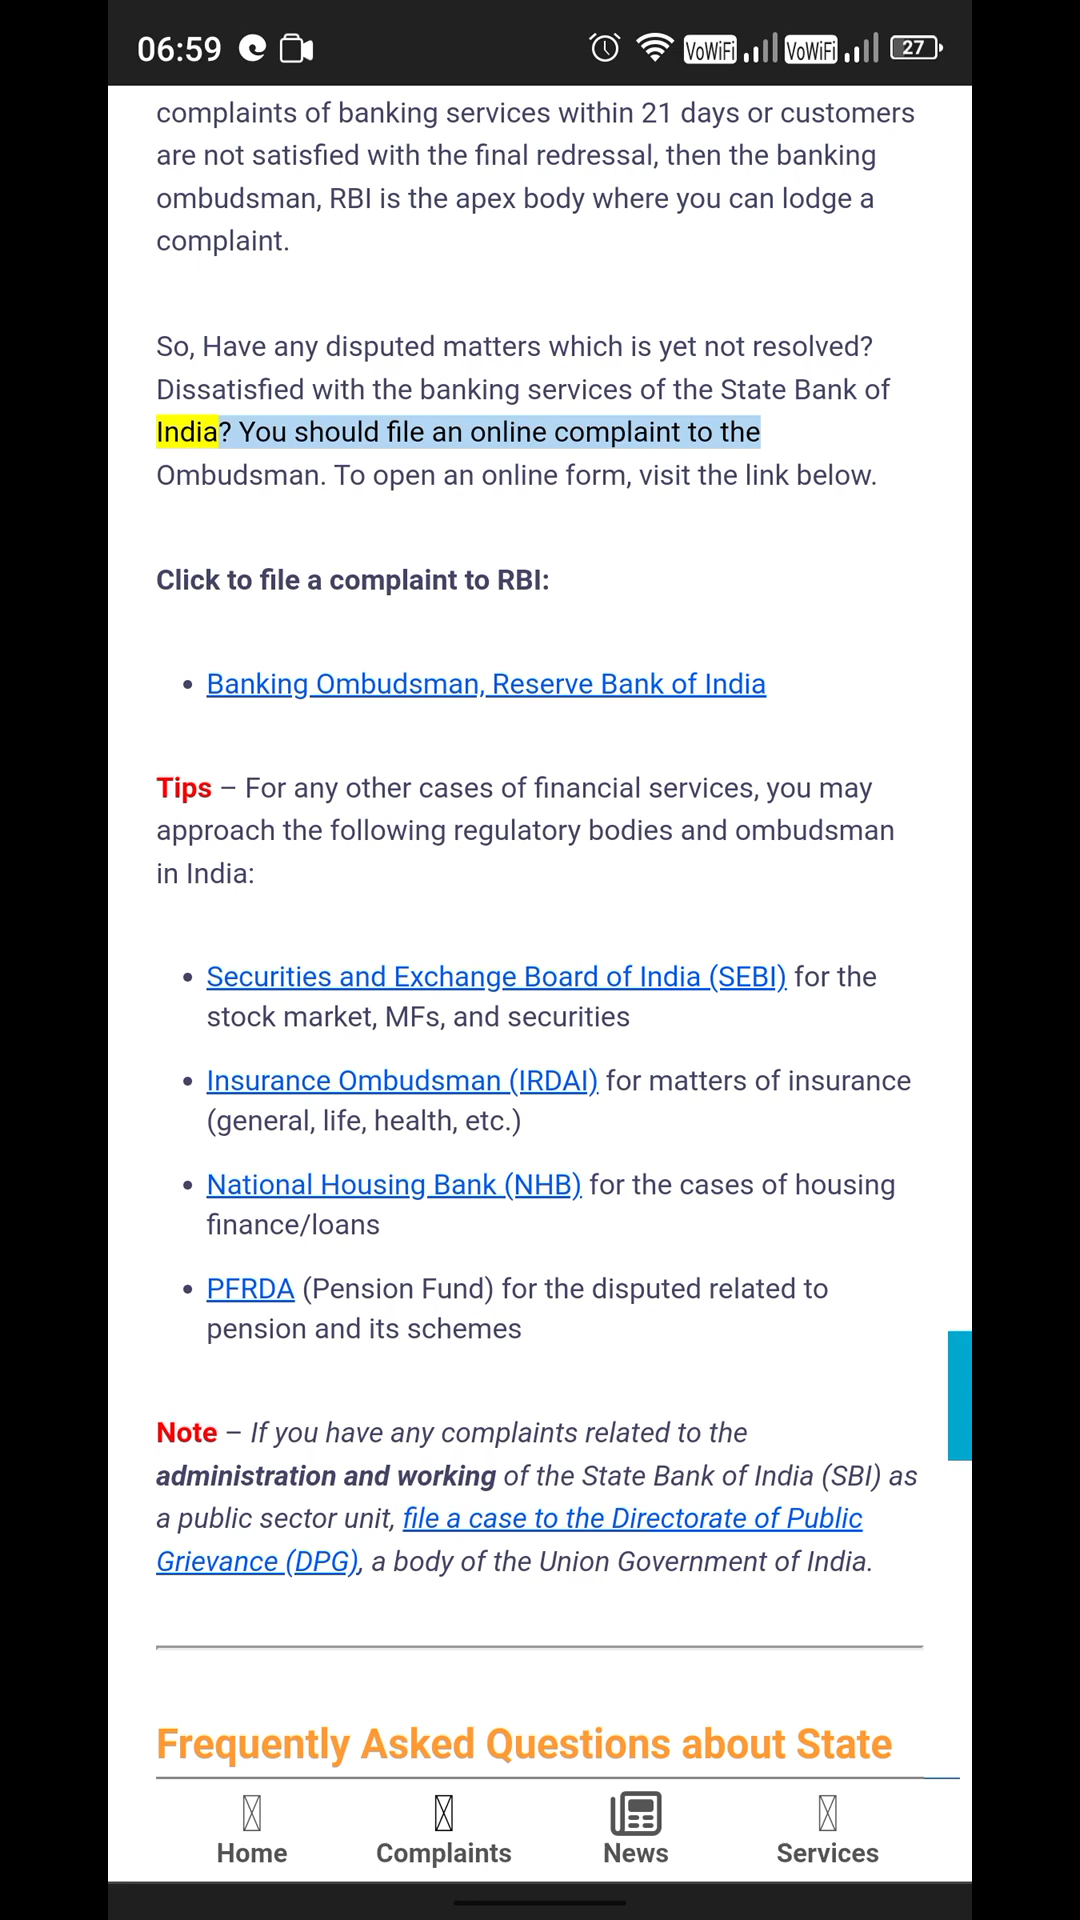 06:59
VoWiFi VoWiFi 27
complaints of banking services within 21 days or customers
are not satisfied with the final redressal, then the banking
ombudsman, RBI is the apex body where you can lodge a
complaint.
So, Have any disputed matters which is yet not resolved?
Dissatisfied with the banking services of the State Bank of
India? You should file an online complaint to the
Ombudsman. To open an online form, visit the link below.
Click to file a complaint to RBI:
• Banking Ombudsman, Reserve Bank of India
Tips – For any other cases of financial services, you may
approach the following regulatory bodies and ombudsman
in India:
• Securities and Exchange Board of India (SEBI) for the
stock market, MFs, and securities
• Insurance Ombudsman (IRDAI) for matters of insurance
(general, life, health, etc.)
• National Housing Bank (NHB) for the cases of housing
finance/loans
• PFRDA (Pension Fund) for the disputed related to
pension and its schemes
Note – If you have any complaints related to the
administration and working of the State Bank of India (SBI) as
a public sector unit, file a case to the Directorate of Public
Grievance (DPG), a body of the Union Government of India.
Frequently Asked Questions about State
Home Complaints News Services